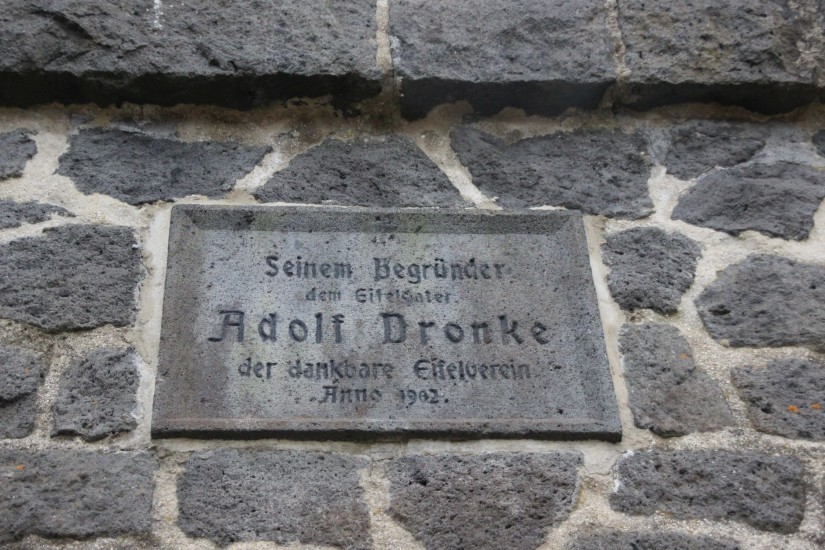 Seinem Begründer
dem Eifelvater
Adolf Dronke
der dankbare Eifelverein
Anno 1902.